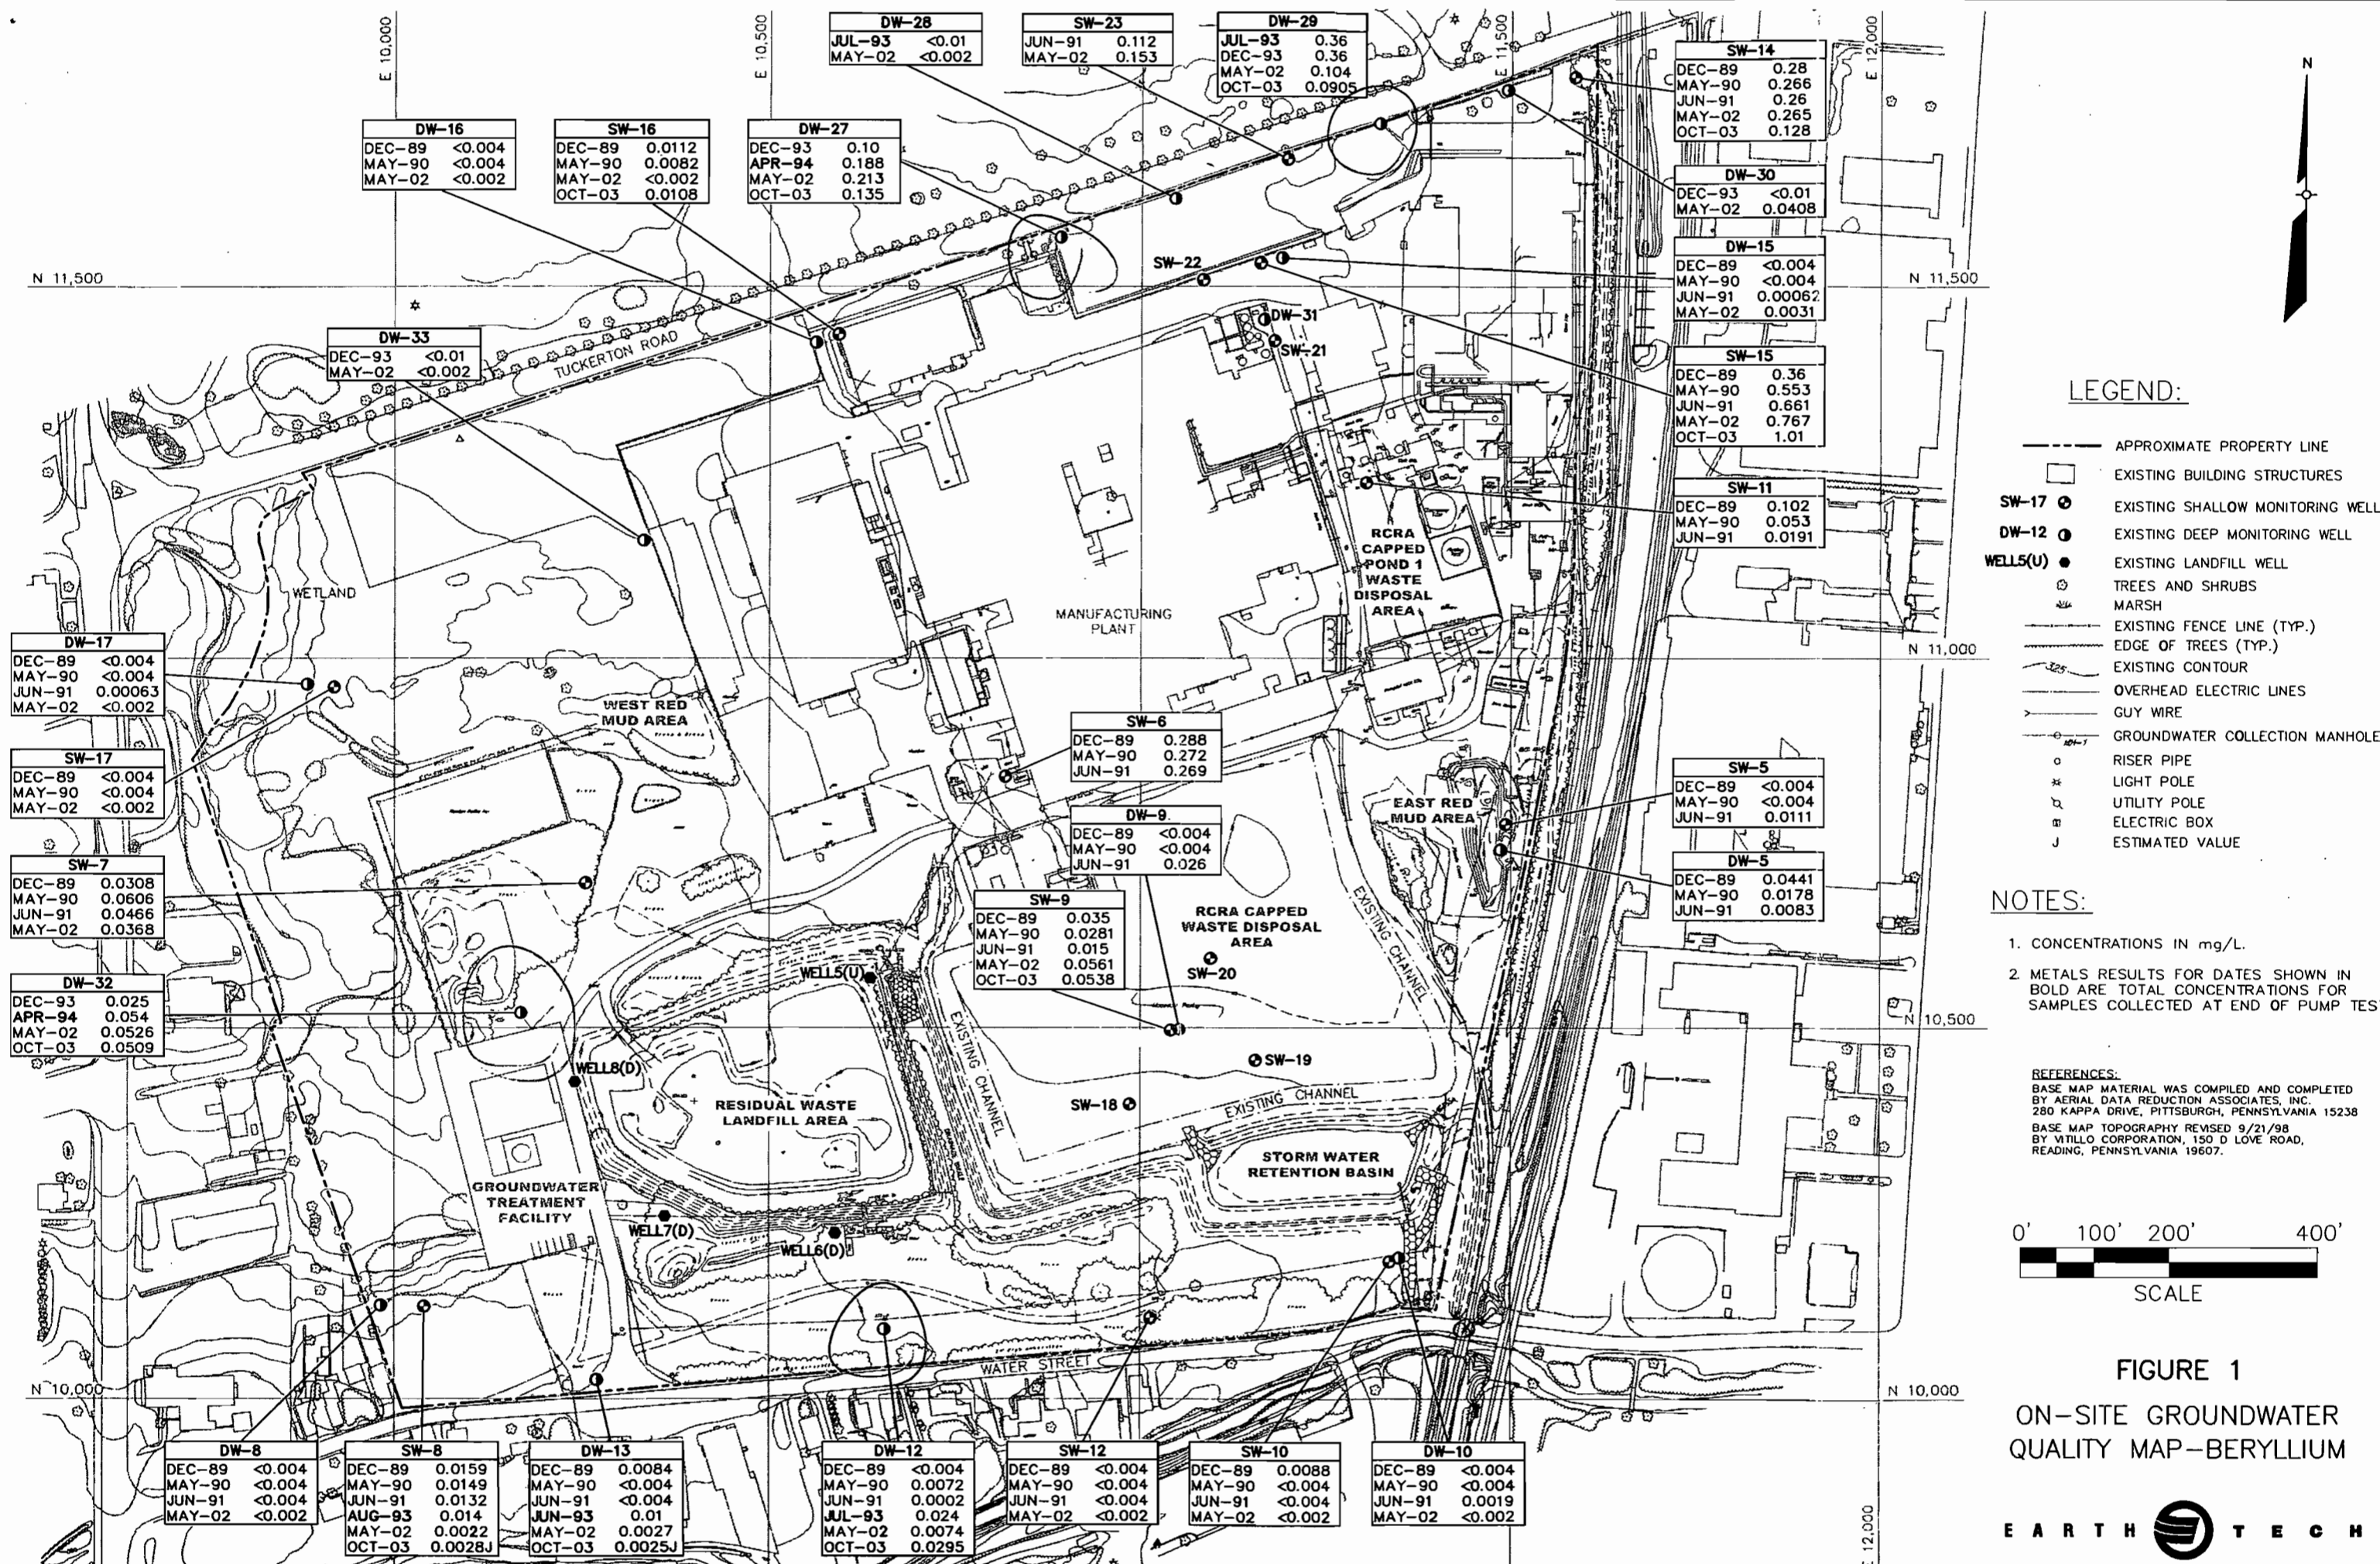 DW-28
JUL-93 <0.01
MAY-02 <0.002
SW-23
JUN-91 0.112
MAY-02 0.153
DW-29
JUL-93 0.36
DEC-93 0.36
MAY-02 0.104
OCT-03 0.0905
E 10,000
E 10,500
E 11,500
E 12,000
SW-14
DEC-89 0.28
MAY-90 0.266
JUN-91 0.26
MAY-02 0.265
OCT-03 0.128
DW-16
DEC-89 <0.004
MAY-90 <0.004
MAY-02 <0.002
SW-16
DEC-89 0.0112
MAY-90 0.0082
MAY-02 <0.002
OCT-03 0.0108
DW-27
DEC-93 0.10
APR-94 0.188
MAY-02 0.213
OCT-03 0.135
DW-30
DEC-93 <0.01
MAY-02 0.0408
DW-15
DEC-89 <0.004
MAY-90 <0.004
JUN-91 0.00062
MAY-02 0.0031
N 11,500
SW-22
N 11,500
DW-31
SW-21
DW-33
DEC-93 <0.01
MAY-02 <0.002
TUCKERTON ROAD
SW-15
DEC-89 0.36
MAY-90 0.553
JUN-91 0.661
MAY-02 0.767
OCT-03 1.01
SW-11
DEC-89 0.102
MAY-90 0.053
JUN-91 0.0191
RCRA
CAPPED
POND 1
WASTE
DISPOSAL
AREA
WETLAND
MANUFACTURING
PLANT
DW-17
DEC-89 <0.004
MAY-90 <0.004
JUN-91 0.00063
MAY-02 <0.002
N 11,000
WEST RED
MUD AREA
SW-17
DEC-89 <0.004
MAY-90 <0.004
MAY-02 <0.002
SW-6
DEC-89 0.288
MAY-90 0.272
JUN-91 0.269
DW-9
DEC-89 <0.004
MAY-90 <0.004
JUN-91 0.026
EAST RED
MUD AREA
SW-5
DEC-89 <0.004
MAY-90 <0.004
JUN-91 0.0111
DW-5
DEC-89 0.0441
MAY-90 0.0178
JUN-91 0.0083
SW-7
DEC-89 0.0308
MAY-90 0.0606
JUN-91 0.0466
MAY-02 0.0368
SW-9
DEC-89 0.035
MAY-90 0.0281
JUN-91 0.015
MAY-02 0.0561
OCT-03 0.0538
RCRA CAPPED
WASTE DISPOSAL
AREA
SW-20
EXISTING CHANNEL
WELL5(U)
DW-32
DEC-93 0.025
APR-94 0.054
MAY-02 0.0526
OCT-03 0.0509
N 10,500
EXISTING CHANNEL
SW-19
WELL8(D)
SW-18
EXISTING CHANNEL
RESIDUAL WASTE
LANDFILL AREA
STORM WATER
RETENTION BASIN
GROUNDWATER
TREATMENT
FACILITY
WELL7(D)
WELL6(D)
WATER STREET
N 10,000
N 10,000
DW-8
DEC-89 <0.004
MAY-90 <0.004
JUN-91 <0.004
MAY-02 <0.002
SW-8
DEC-89 0.0159
MAY-90 0.0149
JUN-91 0.0132
AUG-93 0.014
MAY-02 0.0022
OCT-03 0.0028J
DW-13
DEC-89 0.0084
MAY-90 <0.004
JUN-91 <0.004
JUN-93 0.01
MAY-02 0.0027
OCT-03 0.0025J
DW-12
DEC-89 <0.004
MAY-90 0.0072
JUN-91 0.0002
JUL-93 0.024
MAY-02 0.0074
OCT-03 0.0295
SW-12
DEC-89 <0.004
MAY-90 <0.004
JUN-91 <0.004
MAY-02 <0.002
SW-10
DEC-89 0.0088
MAY-90 <0.004
JUN-91 <0.004
MAY-02 <0.002
DW-10
DEC-89 <0.004
MAY-90 <0.004
JUN-91 0.0019
MAY-02 <0.002
E 12,000
N
LEGEND:
APPROXIMATE PROPERTY LINE
EXISTING BUILDING STRUCTURES
SW-17 EXISTING SHALLOW MONITORING WELL
DW-12 EXISTING DEEP MONITORING WELL
WELL5(U) EXISTING LANDFILL WELL
TREES AND SHRUBS
MARSH
EXISTING FENCE LINE (TYP.)
EDGE OF TREES (TYP.)
325 EXISTING CONTOUR
OVERHEAD ELECTRIC LINES
GUY WIRE
GROUNDWATER COLLECTION MANHOLE
RISER PIPE
LIGHT POLE
UTILITY POLE
ELECTRIC BOX
J ESTIMATED VALUE
NOTES:
1. CONCENTRATIONS IN mg/L.
2. METALS RESULTS FOR DATES SHOWN IN
BOLD ARE TOTAL CONCENTRATIONS FOR
SAMPLES COLLECTED AT END OF PUMP TES
REFERENCES:
BASE MAP MATERIAL WAS COMPILED AND COMPLETED
BY AERIAL DATA REDUCTION ASSOCIATES, INC.
280 KAPPA DRIVE, PITTSBURGH, PENNSYLVANIA 15238
BASE MAP TOPOGRAPHY REVISED 9/21/98
BY VITILLO CORPORATION, 150 D LOVE ROAD,
READING, PENNSYLVANIA 19607.
0' 100' 200' 400'
SCALE
FIGURE 1
ON-SITE GROUNDWATER
QUALITY MAP-BERYLLIUM
EARTH TECH